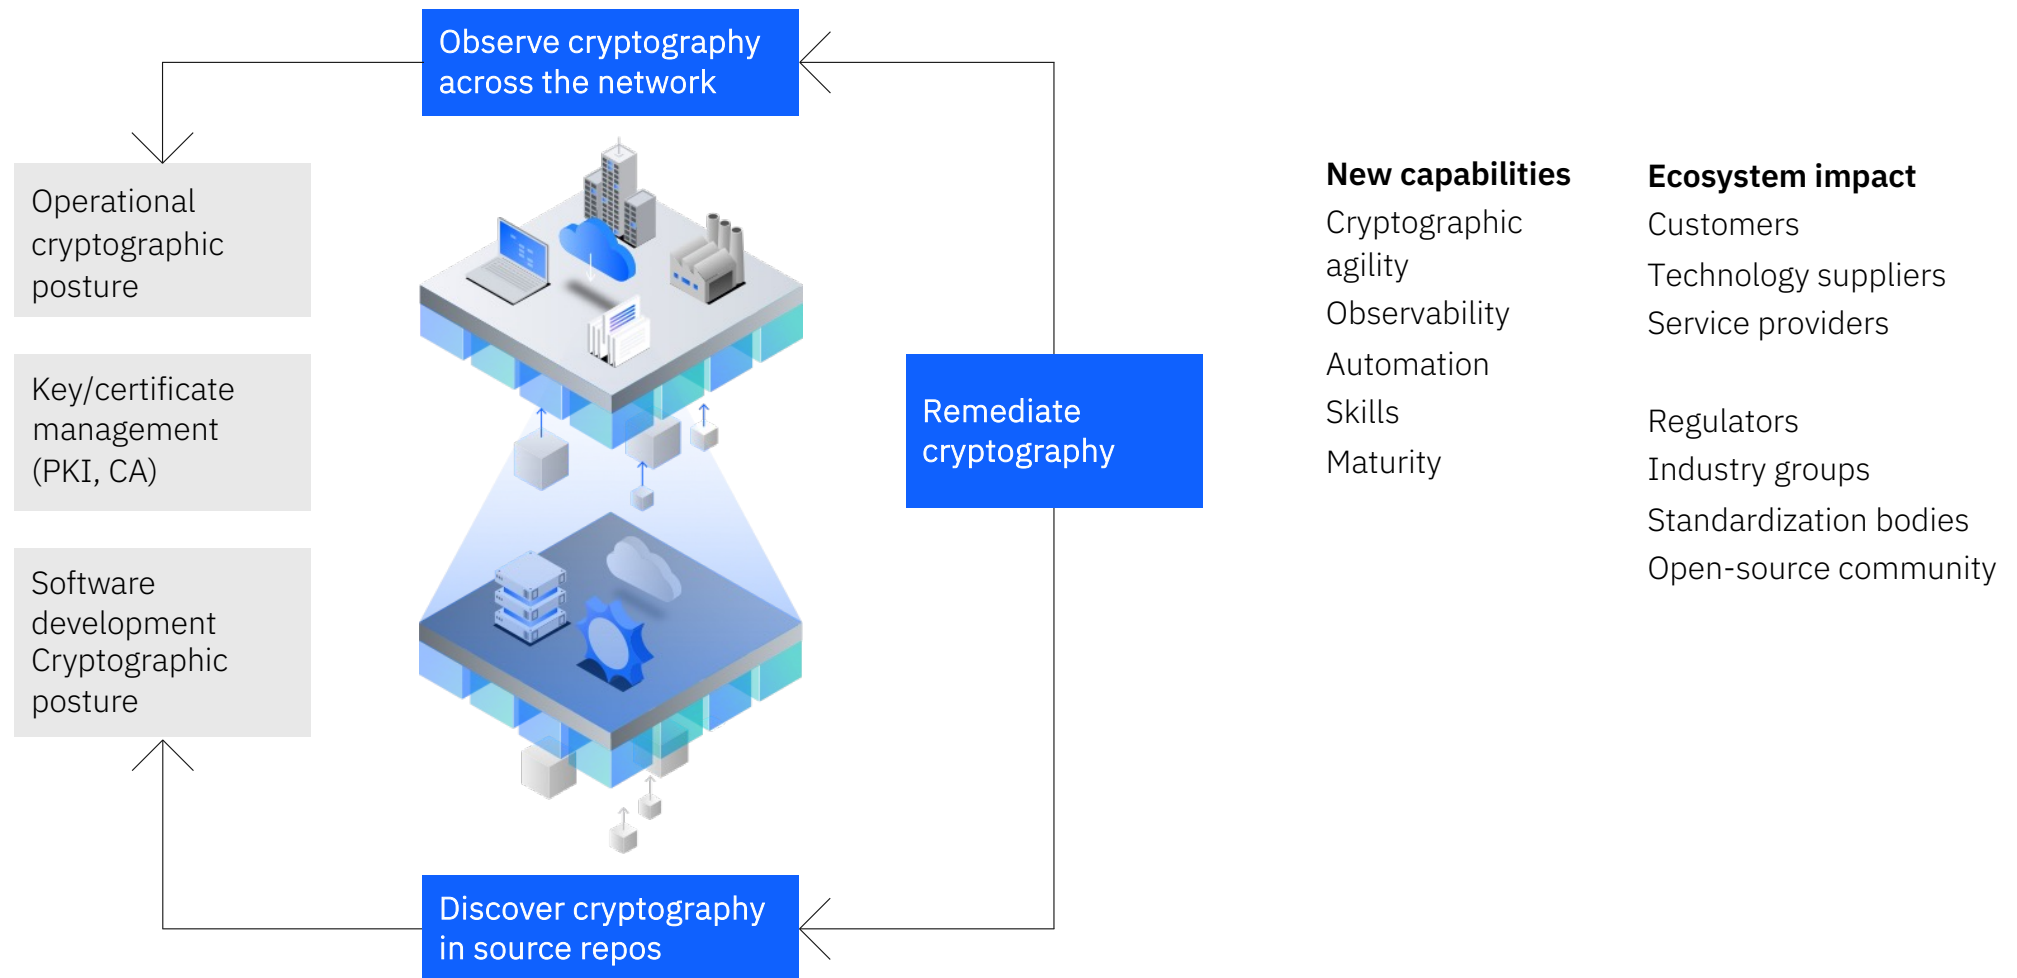 Observe cryptography
across the network
Operational
cryptographic
posture
Key/certificate
management
(PKI, CA)
Software
development
Cryptographic
posture
Discover cryptography
in source repos
Remediate
cryptography
New capabilities
Cryptographic
agility
Observability
Automation
Skills
Maturity
Ecosystem impact
Customers
Technology suppliers
Service providers
Regulators
Industry groups
Standardization bodies
Open-source community